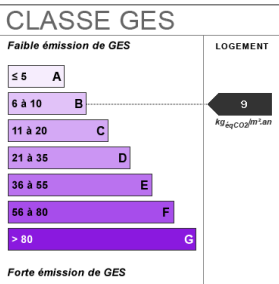 CLASSE GES
Faible émission de GES
LOGEMENT
≤ 5 A
6 à 10 B
9
kgéqCO2/m².an
11 à 20 C
21 à 35 D
36 à 55 E
56 à 80 F
> 80 G
Forte émission de GES